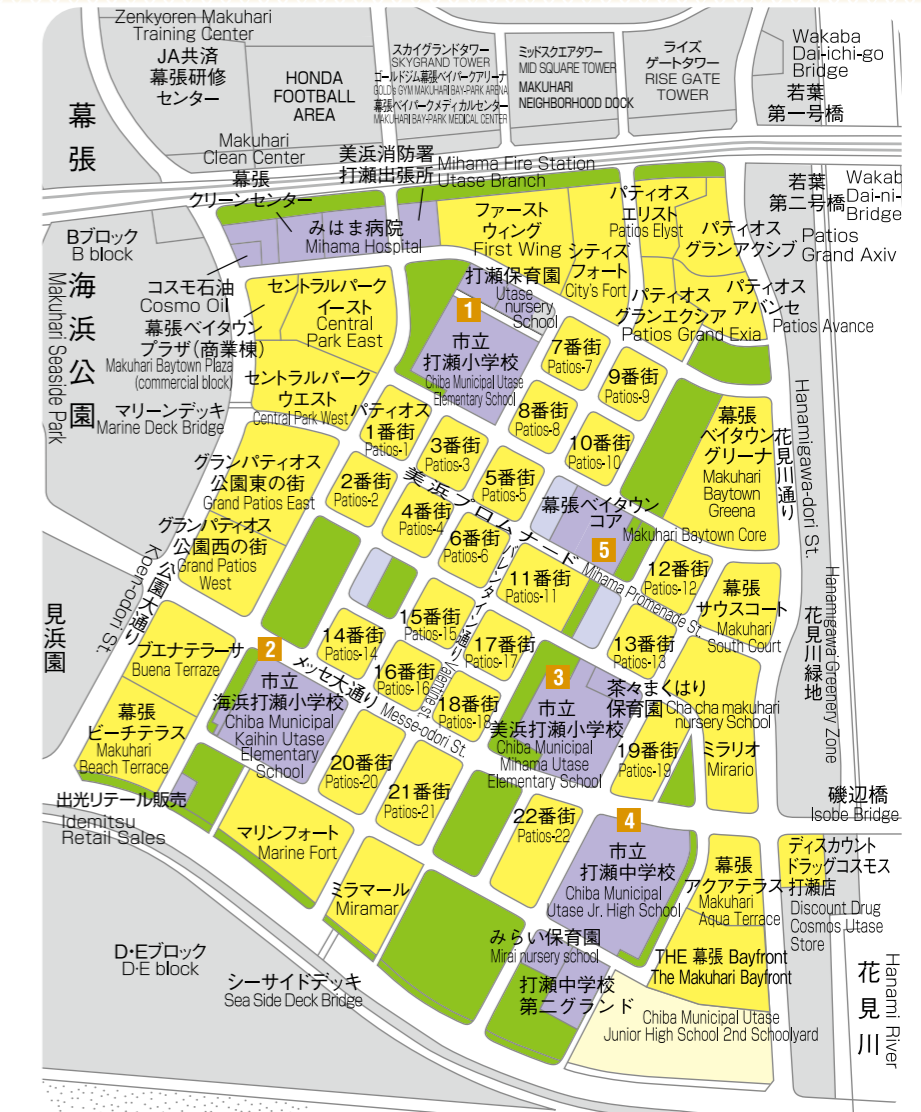 Zenkyoren Makuhari
Training Center
JA共済
幕張研修
センター
HONDA
FOOTBALL
AREA
スカイグランドタワー
SKYGRAND TOWER
ゴールドジム幕張ベイパークアリーナ
GOLD's GYM MAKUHARI BAY-PARK ARENA
幕張ベイパークメディカルセンター
MAKUHARI BAY-PARK MEDICAL CENTER
ミッドスクエアタワー
MID SQUARE TOWER
MAKUHARI
NEIGHBORHOOD DOCK
ライズ
ゲートタワー
RISE GATE
TOWER
Wakaba
Dai-ichi-go
Bridge
若葉
第一号橋
幕張
Makuhari
Clean Center
幕張
クリーンセンター
美浜消防署
打瀬出張所
Mihama Fire Station
Utase Branch
みはま病院
Mihama Hospital
ファースト
ウィング
First Wing
シティズ
フォート
City's Fort
パティオス
エリスト
Patios Elyst
パティオス
グランアクシブ
Patios
Grand Axiv
若葉
第二号橋
Wakab
Dai-ni-
Bridge
Bブロック
B block
海浜公園
Makuhari Seaside Park
コスモ石油
Cosmo Oil
幕張ベイタウン
プラザ(商業棟)
Makuhari Baytown Plaza
(commercial block)
セントラルパーク
イースト
Central
Park East
打瀬保育園
Utase
nursery
School
1
市立
打瀬小学校
Chiba Municipal Utase
Elementary School
パティオス
グランエクシア
Patios Grand Exia
パティオス
アバンセ
Patios Avance
7番街
Patios-7
9番街
Patios-9
マリーンデッキ
Marine Deck Bridge
セントラルパーク
ウエスト
Central Park West
パティオス
1番街
Patios-1
3番街
Patios-3
8番街
Patios-8
10番街
Patios-10
幕張
ベイタウン
グリーナ
Makuhari
Baytown
Greena
花見川通り
Hanamigawa-dori St.
グランパティオス
公園東の街
Grand Patios East
2番街
Patios-2
4番街
Patios-4
5番街
Patios-5
6番街
Patios-6
美浜プロムナード
Mihama Promenade St.
幕張ベイタウン
コア
Makuhari Baytown Core
5
グランパティオス
公園西の街
Grand Patios
West
公園大通り
Koen-odori St.
バレンタイン通り
Valentine st.
11番街
Patios-11
12番街
Patios-12
幕張
サウスコート
Makuhari
South Court
花見川緑地
Hanamigawa Greenery Zone
見浜園
ブエナテラーサ
Buena Terraze
2
市立
海浜打瀬小学校
Chiba Municipal
Kaihin Utase
Elementary
School
14番街
Patios-14
15番街
Patios-15
16番街
Patios-16
17番街
Patios-17
18番街
Patios-18
メッセ大通り
Messe-odori St.
3
市立
美浜打瀬小学校
Chiba Municipal
Mihama Utase
Elementary School
13番街
Patios-13
茶々まくはり
保育園
Cha cha makuhari
nursery School
幕張
ビーチテラス
Makuhari
Beach Terrace
20番街
Patios-20
21番街
Patios-21
19番街
Patios-19
ミラリオ
Mirario
出光リテール販売
Idemitsu
Retail Sales
マリンフォート
Marine Fort
22番街
Patios-22
4
市立
打瀬中学校
Chiba Municipal
Utase Jr. High School
磯辺橋
Isobe Bridge
ミラマール
Miramar
幕張
アクアテラス
Makuhari
Aqua Terrace
ディスカウント
ドラッグコスモス
打瀬店
Discount Drug
Cosmos Utase
Store
D・Eブロック
D・E block
シーサイドデッキ
Sea Side Deck Bridge
みらい保育園
Mirai nursery school
打瀬中学校
第二グランド
Chiba Municipal Utase
Junior High School 2nd Schoolyard
THE 幕張 Bayfront
The Makuhari Bayfront
花見川
Hanami River